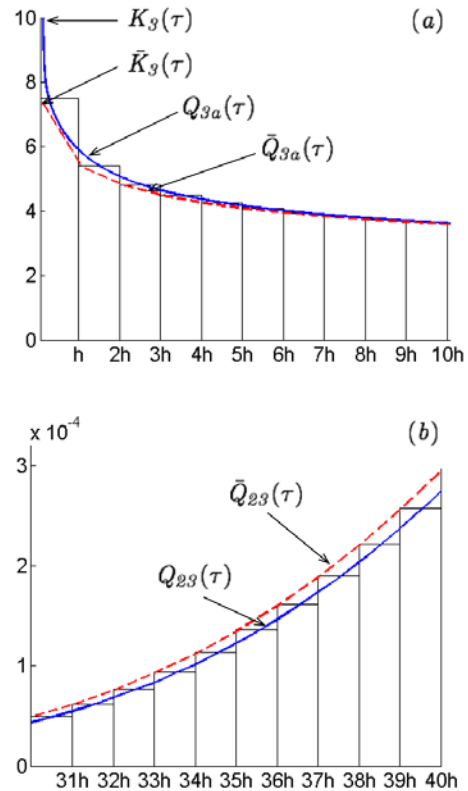 10
K₃(τ)
(a)
K̄₃(τ)
8
Q₃ₐ(τ)
Q̄₃ₐ(τ)
6
4
2
0
h 2h 3h 4h 5h 6h 7h 8h 9h 10h
x 10⁻⁴
(b)
3
Q̄₂₃(τ)
2
Q₂₃(τ)
1
0
31h 32h 33h 34h 35h 36h 37h 38h 39h 40h